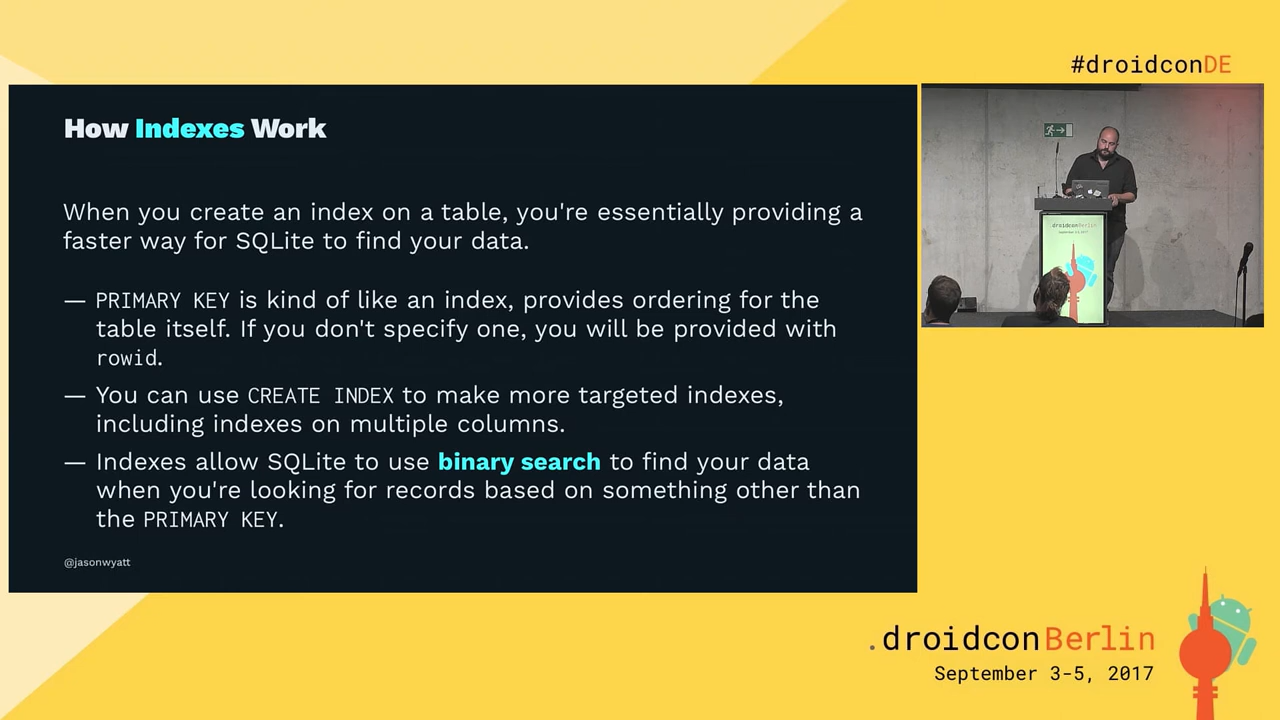 #droidconDE
How Indexes Work
When you create an index on a table, you're essentially providing a
faster way for SQLite to find your data.
— PRIMARY KEY is kind of like an index, provides ordering for the
table itself. If you don't specify one, you will be provided with
rowid.
— You can use CREATE INDEX to make more targeted indexes,
including indexes on multiple columns.
— Indexes allow SQLite to use binary search to find your data
when you're looking for records based on something other than
the PRIMARY KEY.
@jasonwyatt
.droidconBerlin
.droidconBerlin
September 3-5, 2017